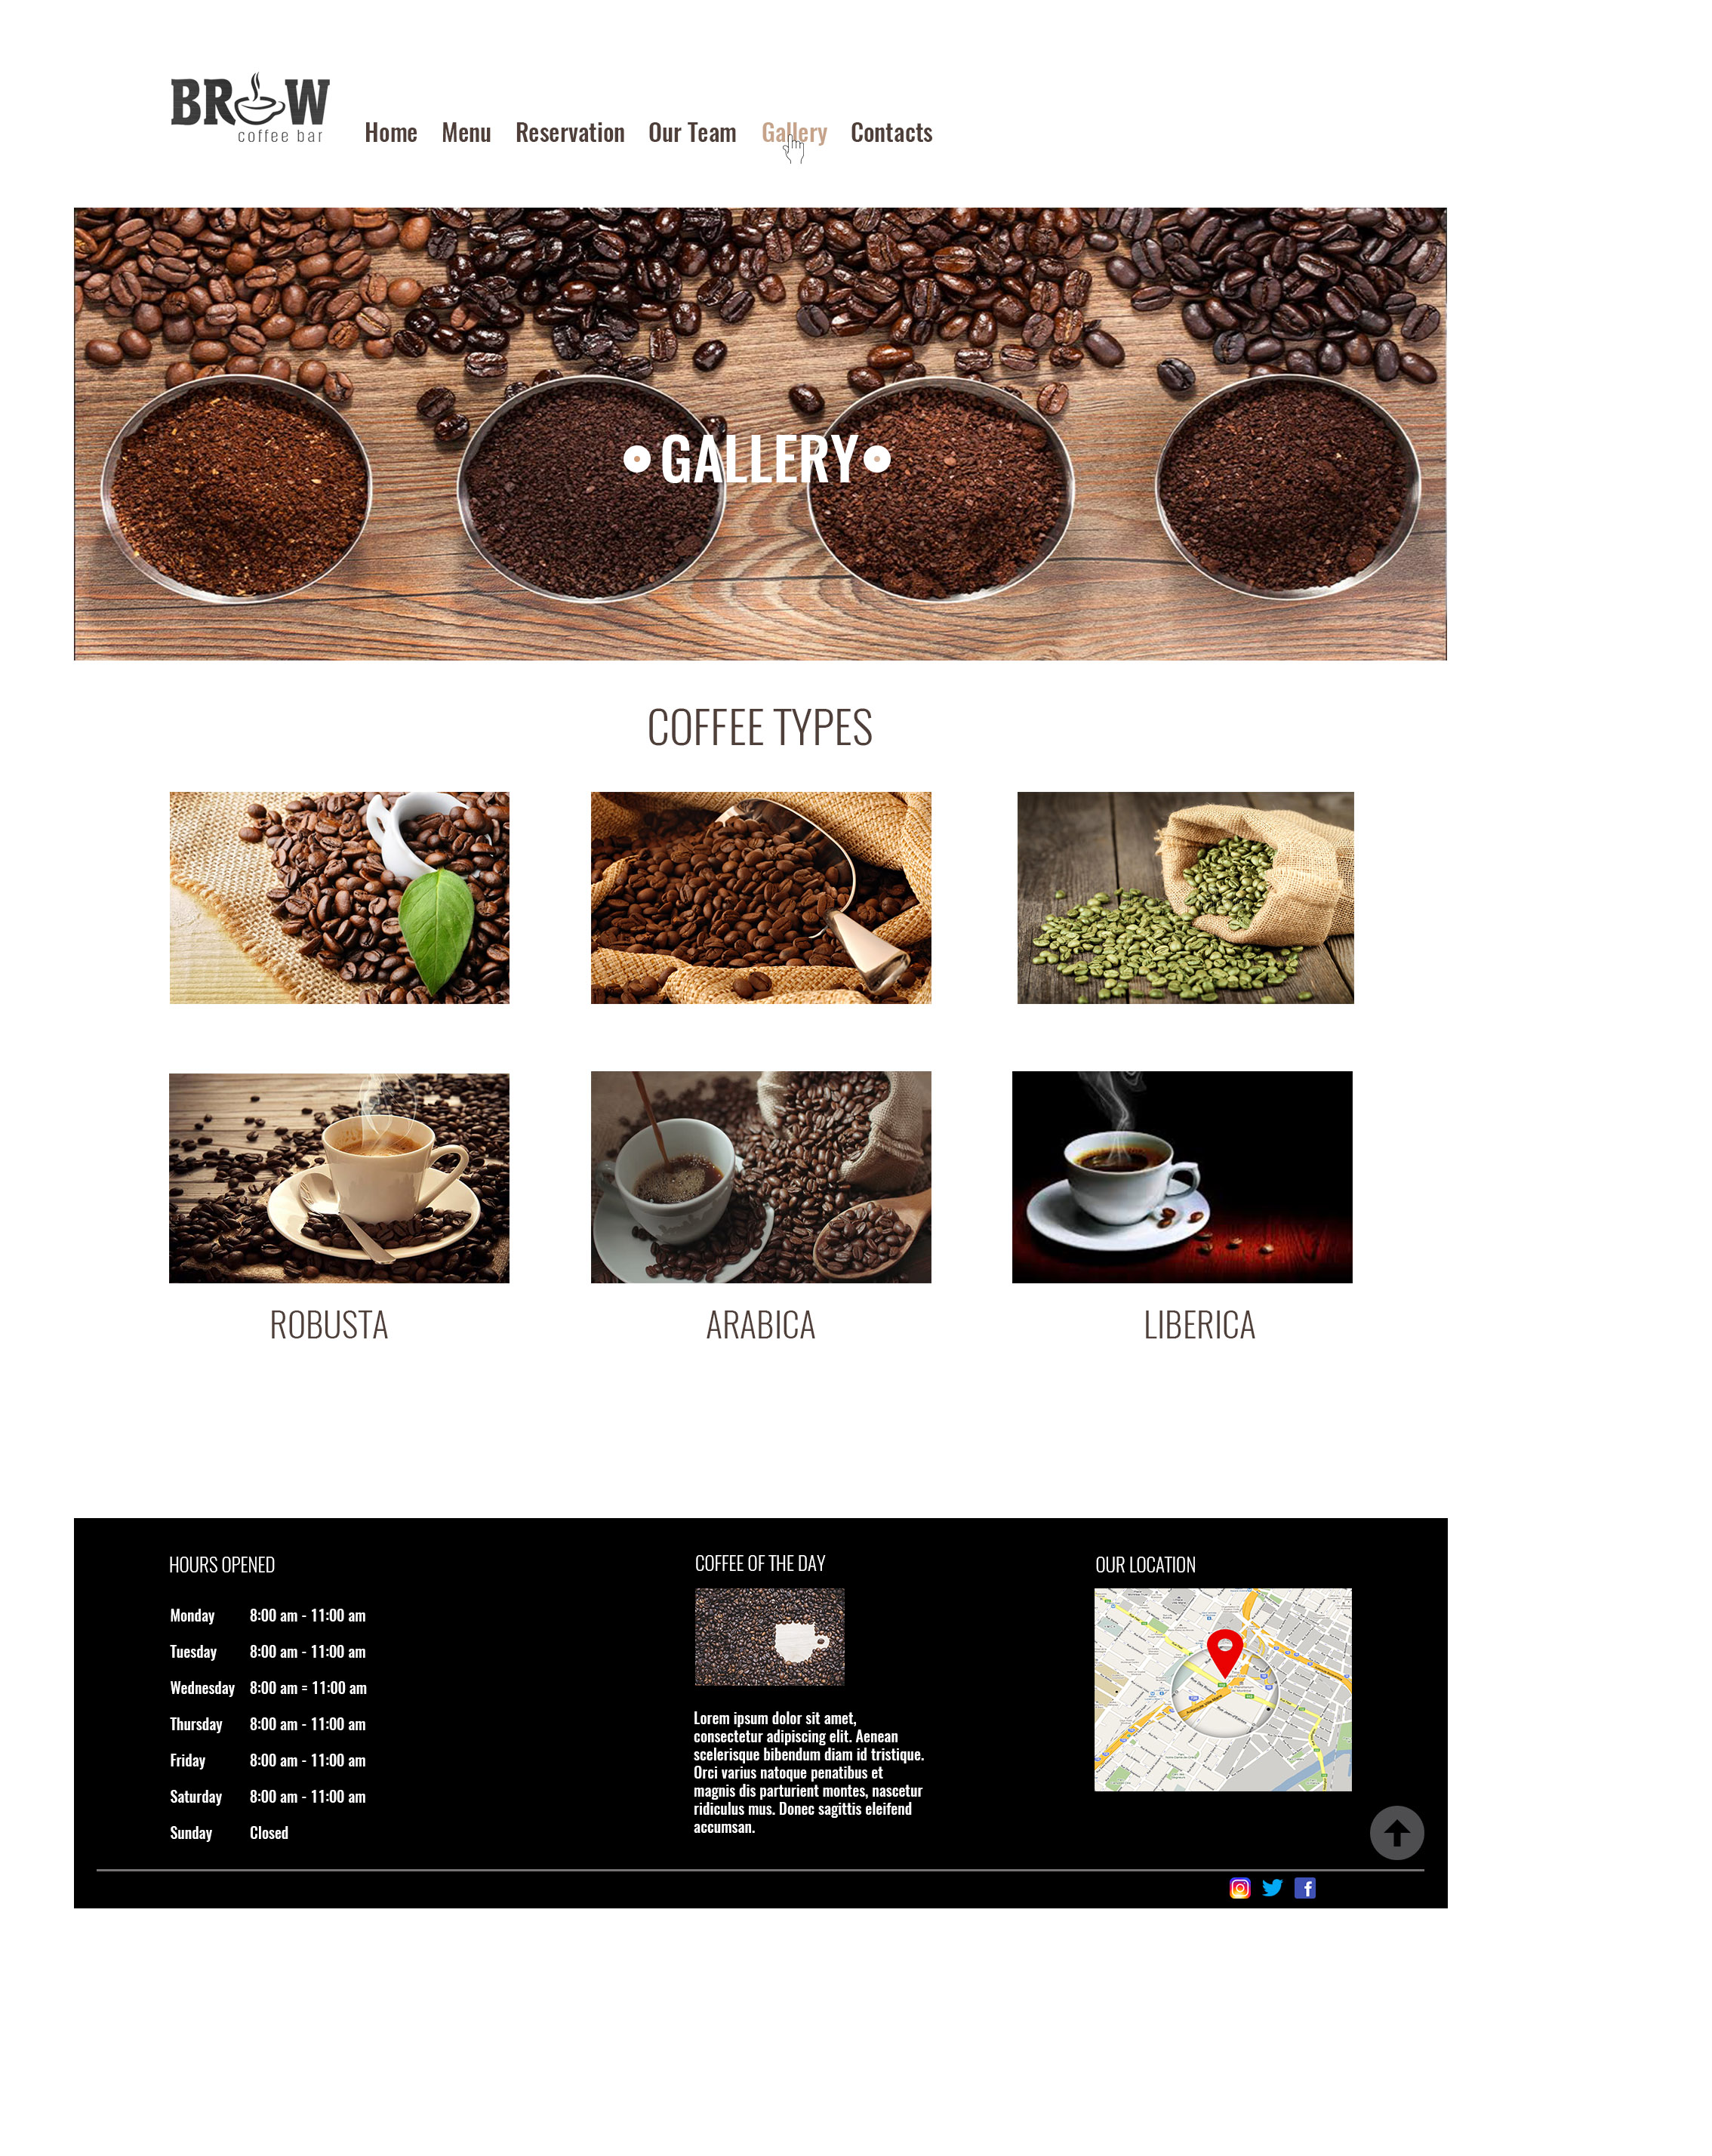 BREW
coffee bar
Home Menu Reservation Our Team Gallery Contacts
GALLERY
COFFEE TYPES
ROBUSTA ARABICA LIBERICA
HOURS OPENED
Monday 8:00 am - 11:00 am
Tuesday 8:00 am - 11:00 am
Wednesday 8:00 am = 11:00 am
Thursday 8:00 am - 11:00 am
Friday 8:00 am - 11:00 am
Saturday 8:00 am - 11:00 am
Sunday Closed
COFFEE OF THE DAY
Lorem ipsum dolor sit amet,
consectetur adipiscing elit. Aenean
scelerisque bibendum diam id tristique.
Orci varius natoque penatibus et
magnis dis parturient montes, nascetur
ridiculus mus. Donec sagittis eleifend
accumsan.
OUR LOCATION